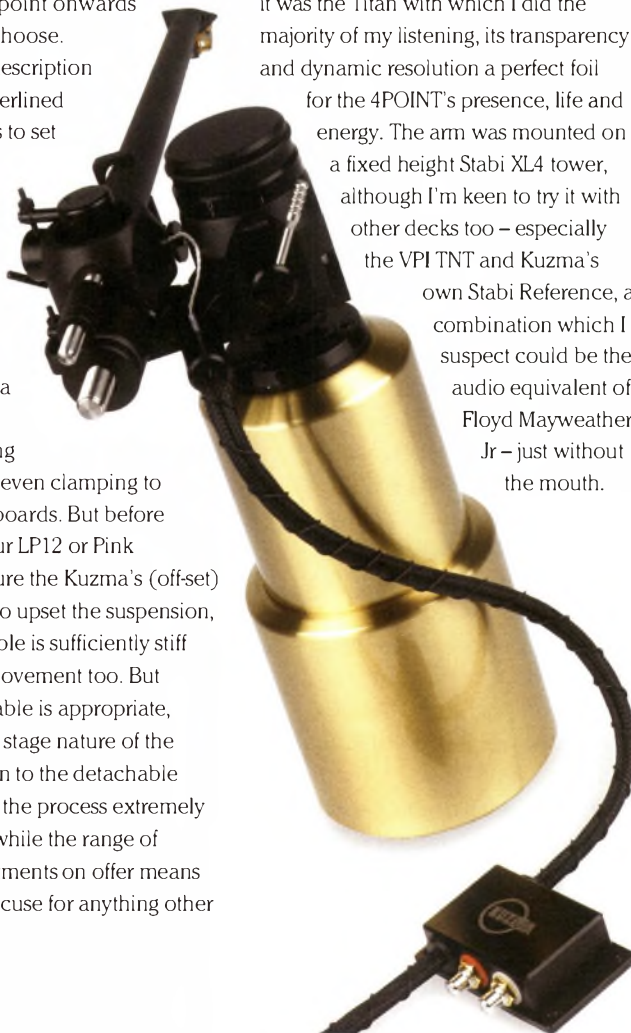 point onwards
hoose.
escription
erlined
s to set
a
ng
even clamping to
boards. But before
ur LP12 or Pink
ure the Kuzma's (off-set)
o upset the suspension,
ble is sufficiently stiff
ovement too. But
able is appropriate,
stage nature of the
n to the detachable
the process extremely
while the range of
ments on offer means
cuse for anything other
it was the Titan with which I did the
majority of my listening, its transparency
and dynamic resolution a perfect foil
for the 4POINT's presence, life and
energy. The arm was mounted on
a fixed height Stabi XL4 tower,
although I'm keen to try it with
other decks too – especially
the VPI TNT and Kuzma's
own Stabi Reference, a
combination which I
suspect could be the
audio equivalent of
Floyd Mayweather
Jr – just without
the mouth.
KUZMA